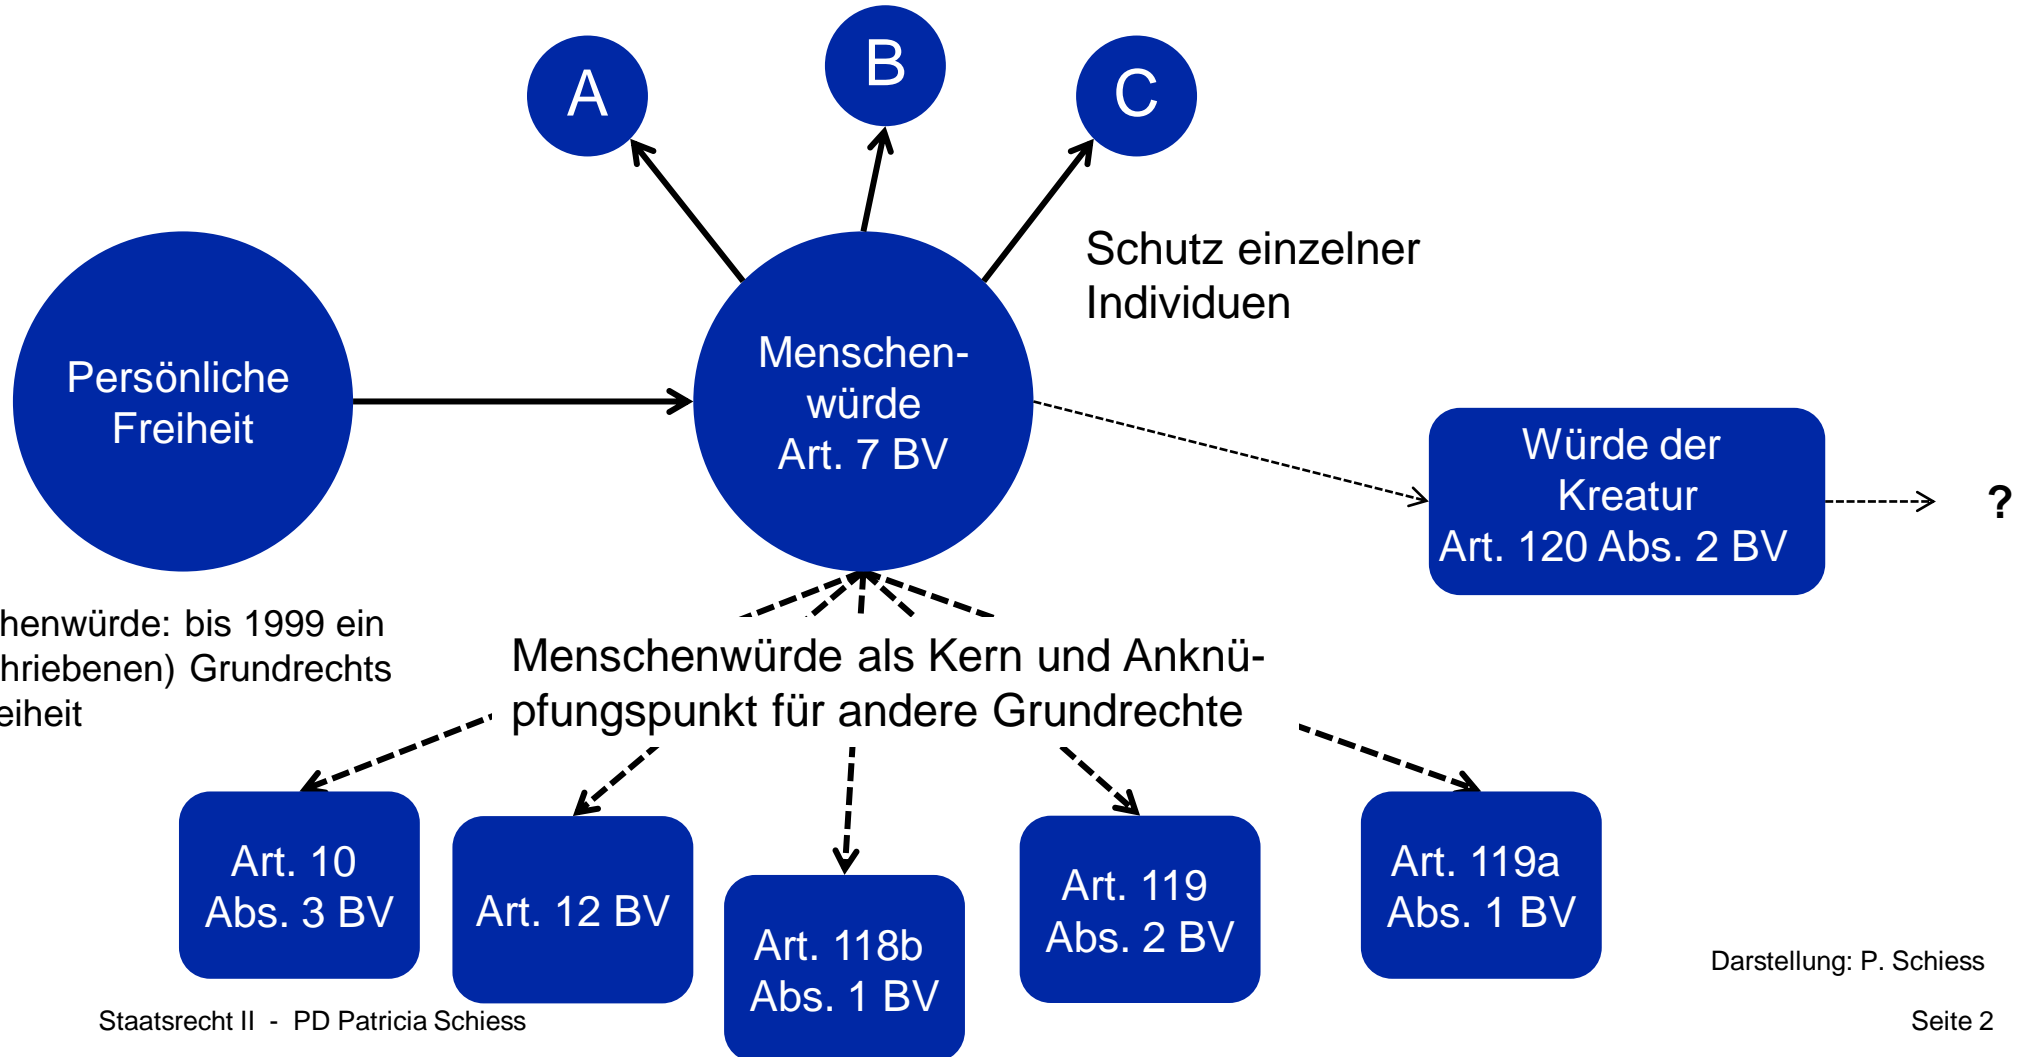 A
B
C
Schutz einzelner
Individuen
Persönliche
Freiheit
Menschen-
würde
Art. 7 BV
Würde der
Kreatur
Art. 120 Abs. 2 BV
?
henwürde: bis 1999 ein
hriebenen) Grundrechts
eiheit
Menschenwürde als Kern und Anknü-
pfungspunkt für andere Grundrechte
Art. 10
Abs. 3 BV
Art. 12 BV
Art. 118b
Abs. 1 BV
Art. 119
Abs. 2 BV
Art. 119a
Abs. 1 BV
Darstellung: P. Schiess
Staatsrecht II - PD Patricia Schiess
Seite 2